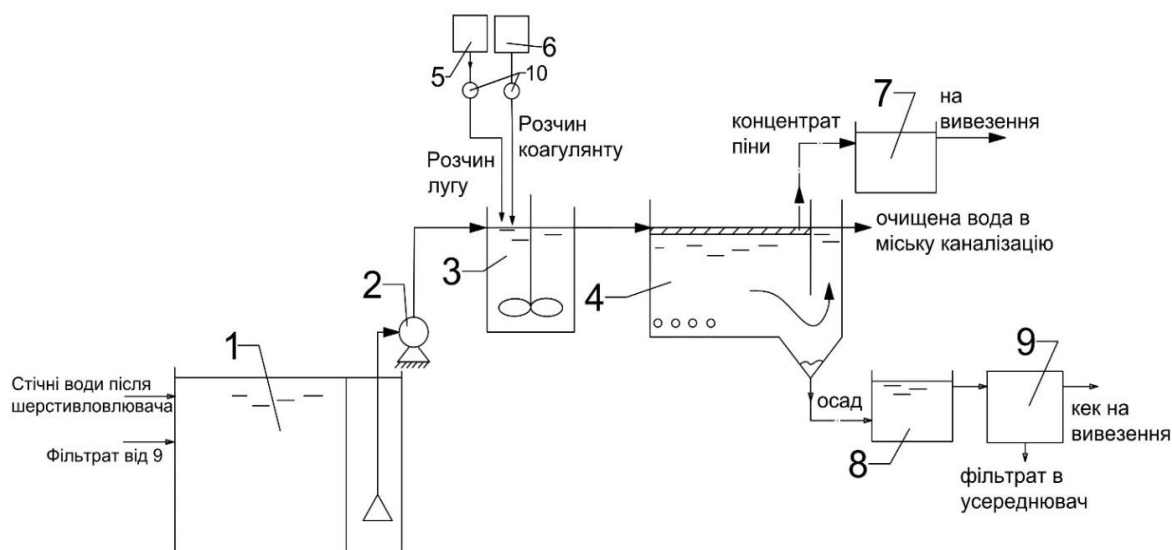 5
6
10
Розчин
коагулянту
Розчин
лугу
концентрат
піни
7
на
вивезення
очищена вода в
міську каналізацію
3
4
2
1
Стічні води після
шерстивловлювача
Фільтрат від 9
осад
8
9
кек на
вивезення
фільтрат в
усереднювач